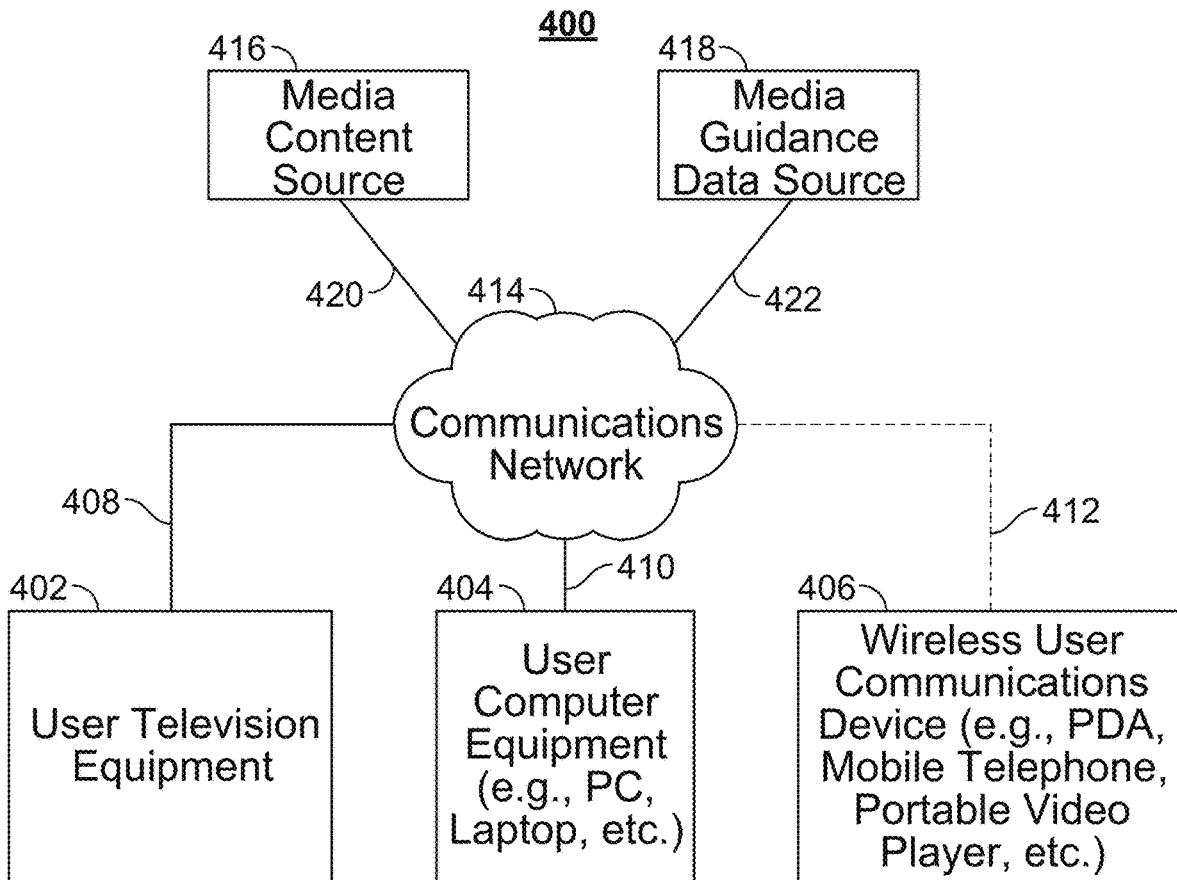 400
416
Media
Content
Source
418
Media
Guidance
Data Source
420
414
422
Communications
Network
408
410
412
402
User Television
Equipment
404
User
Computer
Equipment
(e.g., PC,
Laptop, etc.)
406
Wireless User
Communications
Device (e.g., PDA,
Mobile Telephone,
Portable Video
Player, etc.)